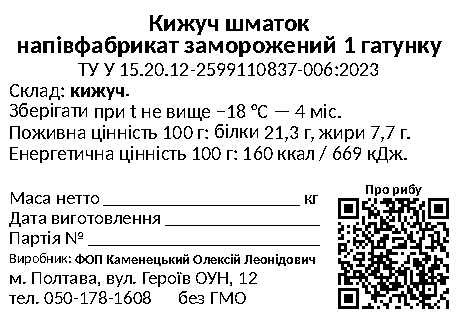 Кижуч шматок
напівфабрикат заморожений 1 гатунку
ТУ У 15.20.12-2599110837-006:2023
Склад: кижуч.
Зберігати при t не вище −18 °C — 4 міс.
Поживна цінність 100 г: білки 21,3 г, жири 7,7 г.
Енергетична цінність 100 г: 160 ккал / 669 кДж.
Маса нетто ____________________ кг
Дата виготовлення ________________
Партія № ________________________
Про рибу
Виробник: ФОП Каменецький Олексій Леонідович
м. Полтава, вул. Героїв ОУН, 12
тел. 050-178-1608 без ГМО